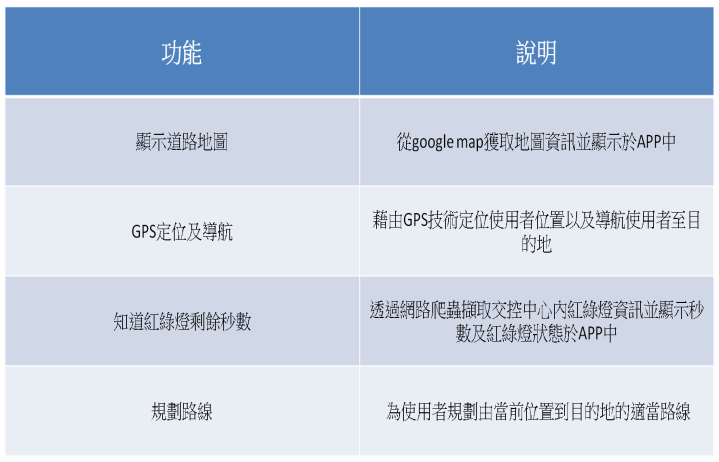 功能
說明
顯示道路地圖
從google map獲取地圖資訊並顯示於APP中
GPS定位及導航
藉由GPS技術定位使用者位置以及導航使用者至目
的地
知道紅綠燈剩餘秒數
透過網路爬蟲擷取交控中心內紅綠燈資訊並顯示秒
數及紅綠燈狀態於APP中
規劃路線
為使用者規劃由當前位置到目的地的適當路線